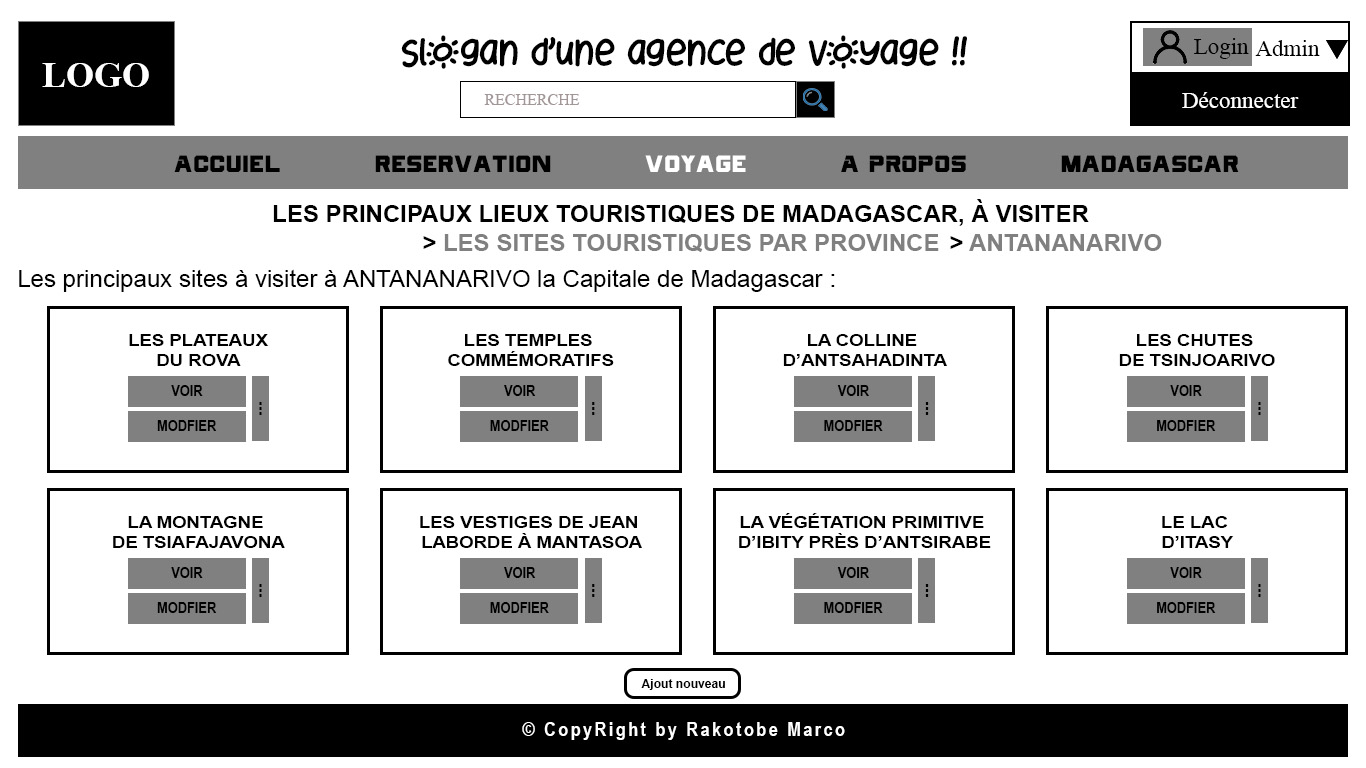 LOGO
slogan d'une agence de voyage !!
RECHERCHE
Login Admin
Déconnecter
ACCUIEL RESERVATION VOYAGE A PROPOS MADAGASCAR
LES PRINCIPAUX LIEUX TOURISTIQUES DE MADAGASCAR, À VISITER
> LES SITES TOURISTIQUES PAR PROVINCE > ANTANANARIVO
Les principaux sites à visiter à ANTANANARIVO la Capitale de Madagascar :
LES PLATEAUX
DU ROVA
VOIR
MODFIER
LES TEMPLES
COMMÉMORATIFS
VOIR
MODFIER
LA COLLINE
D’ANTSAHADINTA
VOIR
MODFIER
LES CHUTES
DE TSINJOARIVO
VOIR
MODFIER
LA MONTAGNE
DE TSIAFAJAVONA
VOIR
MODFIER
LES VESTIGES DE JEAN
LABORDE À MANTASOA
VOIR
MODFIER
LA VÉGÉTATION PRIMITIVE
D’IBITY PRÈS D’ANTSIRABE
VOIR
MODFIER
LE LAC
D’ITASY
VOIR
MODFIER
Ajout nouveau
© CopyRight by Rakotobe Marco